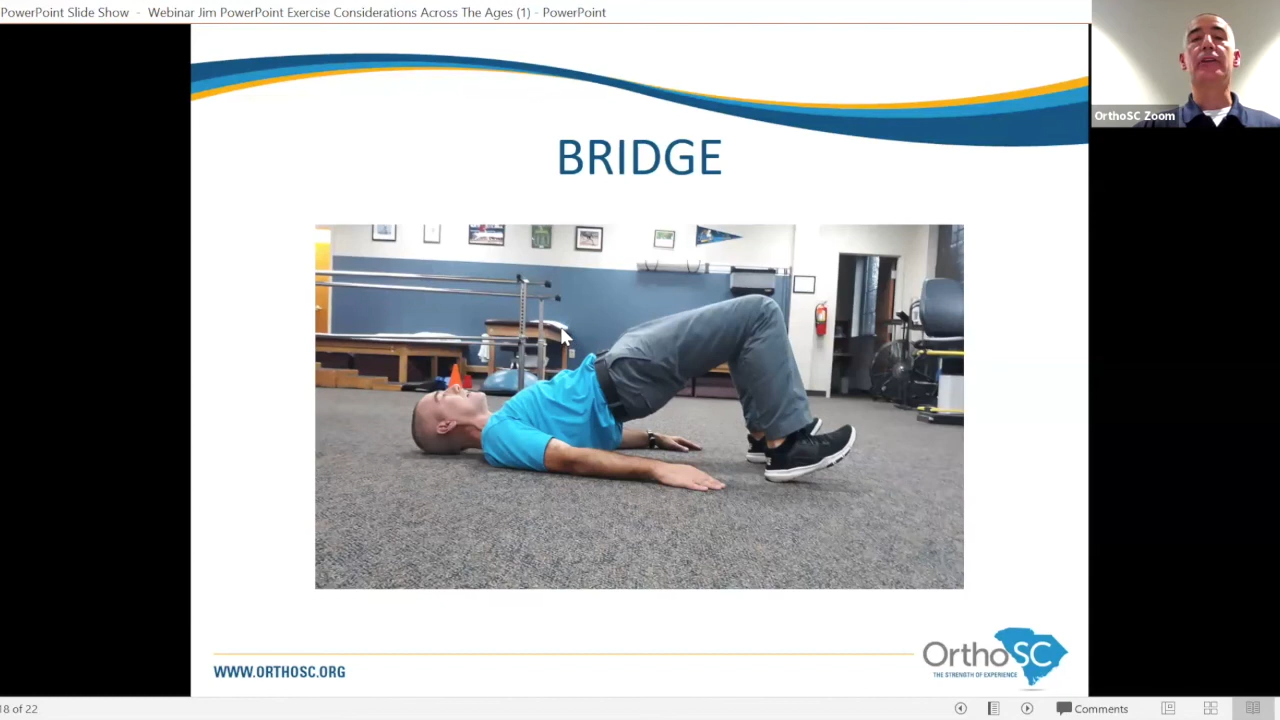 PowerPoint Slide Show - Webinar Jim PowerPoint Exercise Considerations Across The Ages (1) - PowerPoint
OrthoSC Zoom
BRIDGE
WWW.ORTHOSC.ORG
OrthoSC
THE STRENGTH OF EXPERIENCE
18 of 22
Comments